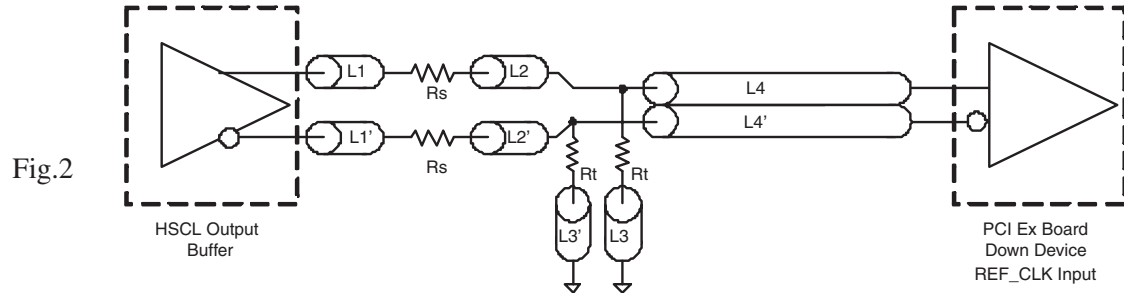 L1
Rs
L2
L4
L1'
Rs
L2'
L4'
Fig.2
Rt
Rt
L3'
L3
HSCL Output
Buffer
PCI Ex Board
Down Device
REF_CLK Input